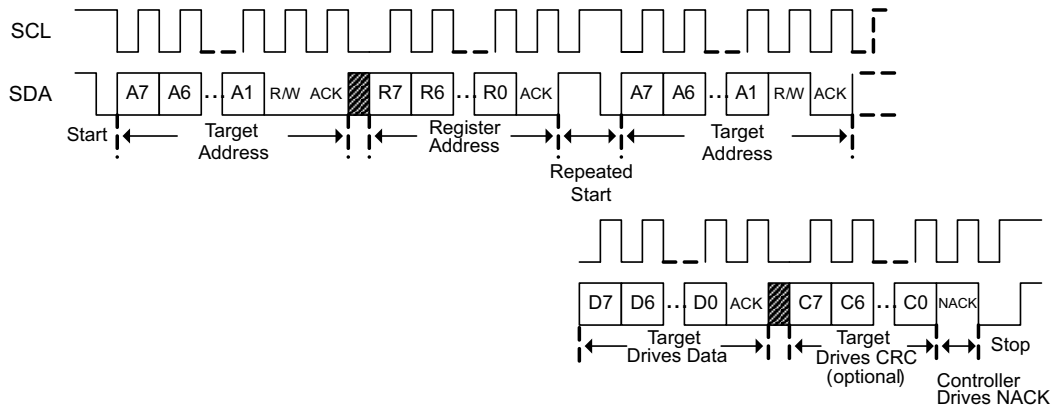 SCL
SDA
A7 A6 ... A1 R/W ACK R7 R6 ... R0 ACK A7 A6 ... A1 R/W ACK
Start
Target
Address
Register
Address
Repeated
Start
Target
Address
D7 D6 ... D0 ACK C7 C6 ... C0 NACK
Target
Drives Data
Target
Drives CRC
(optional)
Stop
Controller
Drives NACK